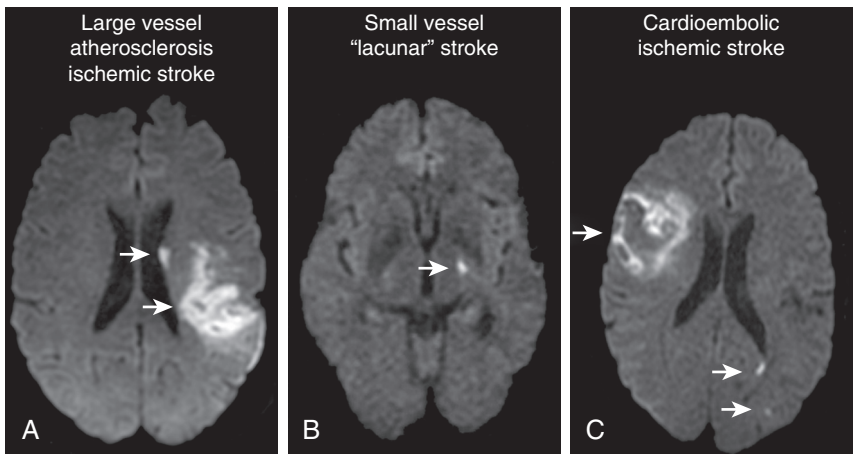 Large vessel
atherosclerosis
ischemic stroke
Small vessel
“lacunar” stroke
Cardioembolic
ischemic stroke
A
B
C